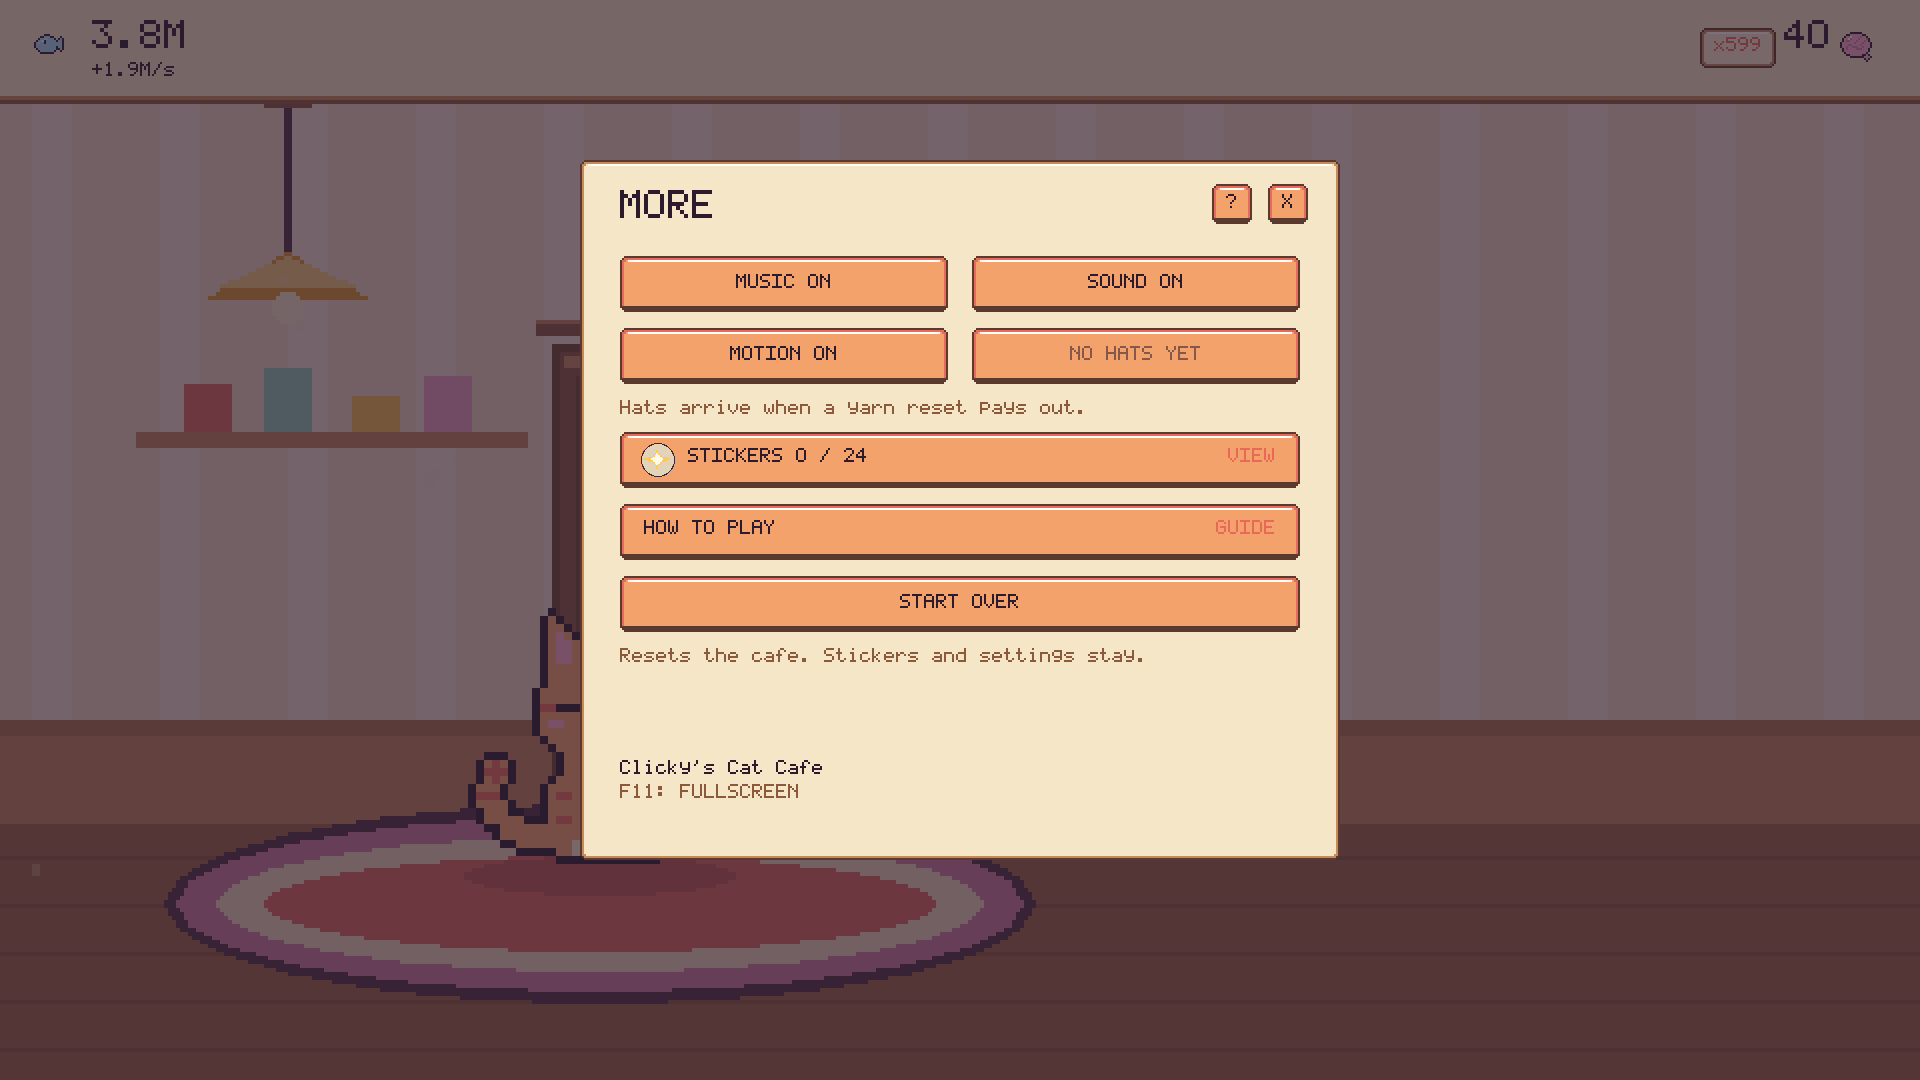 3.8M
+1.9M/s
x599
40
MORE
?
X
MUSIC ON
SOUND ON
MOTION ON
NO HATS YET
Hats arrive when a yarn reset pays out.
STICKERS 0 / 24
VIEW
HOW TO PLAY
GUIDE
START OVER
Resets the cafe. Stickers and settings stay.
Clicky's Cat Cafe
F11: FULLSCREEN